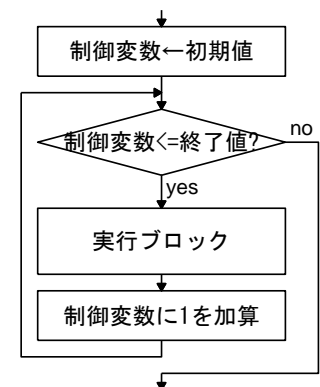 制御変数←初期値
制御変数<=終了値?
no
yes
実行ブロック
制御変数に1を加算